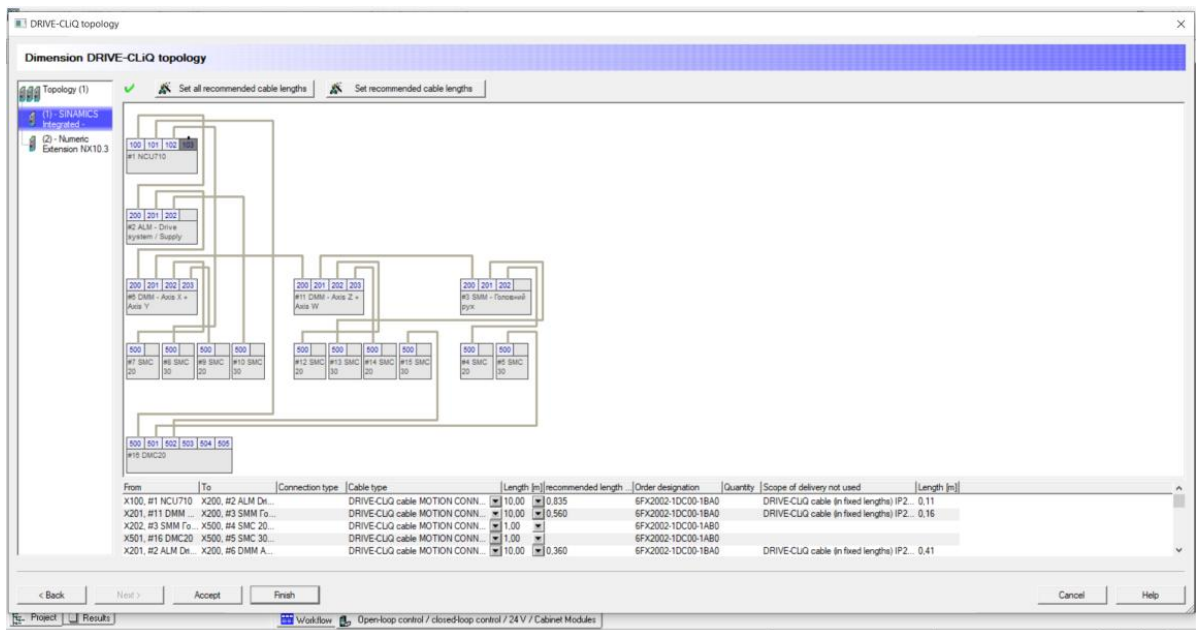 DRIVE-CLiQ topology
Dimension DRIVE-CLiQ topology
Topology (1)
Set all recommended cable lengths
Set recommended cable lengths
(1) - SINAMICS
Integrated -
(2) - Numeric
Extension NX10.3
100 101 102 103
#1 NCU710
200 201 202
#2 ALM - Drive
system / Supply
200 201 202 203
200 201 202 203
200 201 202
#6 DMM - Axis X +
Axis Y
#11 DMM - Axis Z +
Axis W
#3 SMM - Головний
рух
500 500 500 500
500 500 500 500
500 500
#7 SMC
20
SMC
30
SMC
20
#10 SMC
30
#12 SMC
20
#13 SMC
30
#14 SMC
20
#15 SMC
30
#4 SMC
20
#5 SMC
30
500 501 502 503 504 505
#16 DMC20
From To Connection type Cable type Length [m] recommended length ... Order designation Quantity Scope of delivery not used Length [m]
X100, #1 NCU710 X200, #2 ALM Dri... DRIVE-CLiQ cable MOTION CONN... 10,00 0,835 6FX2002-1DC00-1BA0 DRIVE-CLiQ cable (in fixed lengths) IP2... 0,11
X201, #11 DMM ... X200, #3 SMM Го... DRIVE-CLiQ cable MOTION CONN... 10,00 0,560 6FX2002-1DC00-1BA0 DRIVE-CLiQ cable (in fixed lengths) IP2... 0,16
X202, #3 SMM Го... X500, #4 SMC 20... DRIVE-CLiQ cable MOTION CONN... 1,00 6FX2002-1DC00-1AB0
X501, #16 DMC20 X500, #5 SMC 30... DRIVE-CLiQ cable MOTION CONN... 1,00 6FX2002-1DC00-1AB0
X201, #2 ALM Dri... X200, #6 DMM A... DRIVE-CLiQ cable MOTION CONN... 10,00 0,360 6FX2002-1DC00-1BA0 DRIVE-CLiQ cable (in fixed lengths) IP2... 0,41
< Back
Next >
Accept
Finish
Cancel
Help
Project
Results
Workflow
Open-loop control / closed-loop control / 24 V / Cabinet Modules